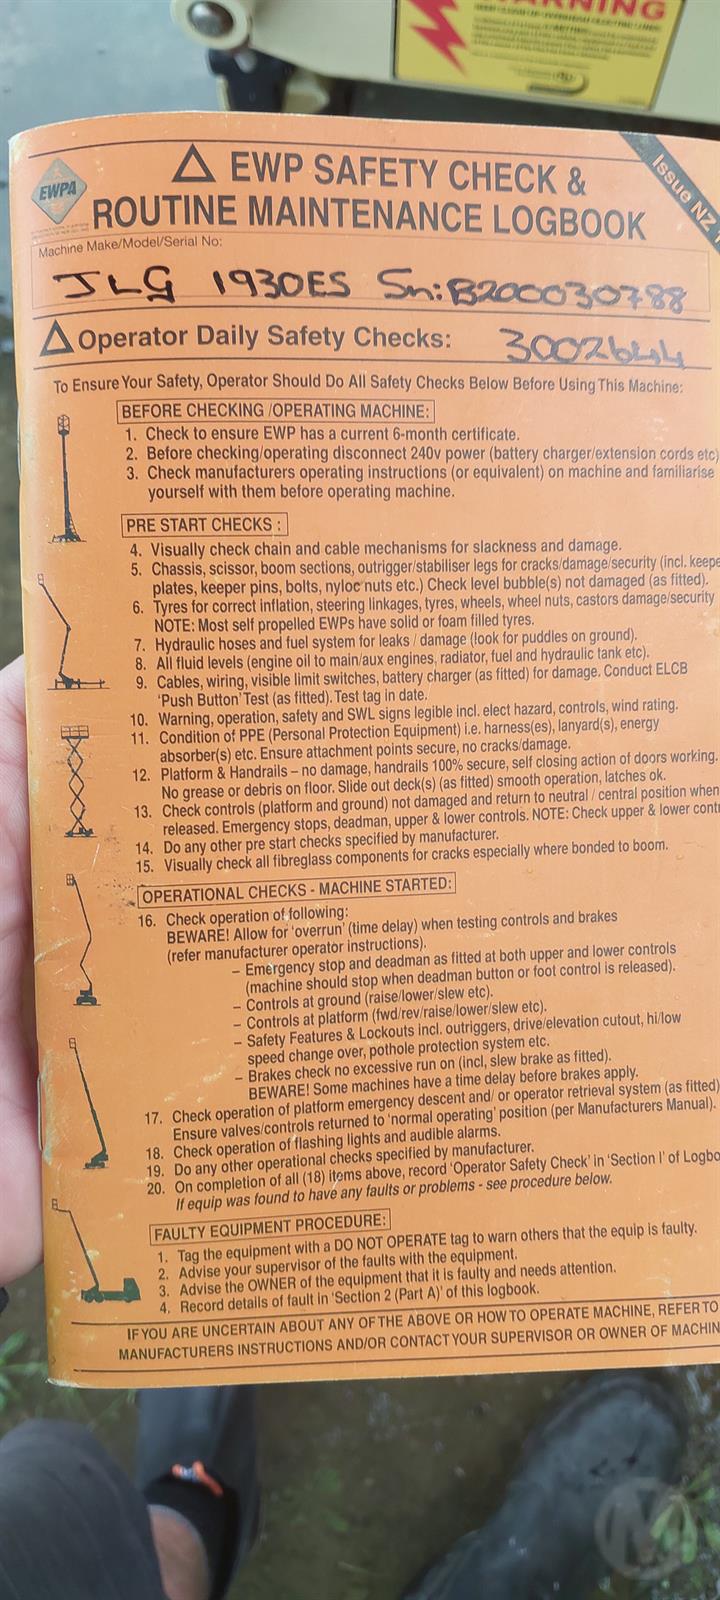 WARNING
EWPA
EWP SAFETY CHECK &
ROUTINE MAINTENANCE LOGBOOK
Issue NZ
Machine Make/Model/Serial No:
JLG 1930ES Sn: B200030788
Operator Daily Safety Checks: 3002644
To Ensure Your Safety, Operator Should Do All Safety Checks Below Before Using This Machine:
BEFORE CHECKING /OPERATING MACHINE:
1. Check to ensure EWP has a current 6-month certificate.
2. Before checking/operating disconnect 240v power (battery charger/extension cords etc)
3. Check manufacturers operating instructions (or equivalent) on machine and familiarise
yourself with them before operating machine.
PRE START CHECKS :
4. Visually check chain and cable mechanisms for slackness and damage.
5. Chassis, scissor, boom sections, outrigger/stabiliser legs for cracks/damage/security (incl. keepe
plates, keeper pins, bolts, nyloc nuts etc.) Check level bubble(s) not damaged (as fitted).
6. Tyres for correct inflation, steering linkages, tyres, wheels, wheel nuts, castors damage/security
NOTE: Most self propelled EWPs have solid or foam filled tyres.
7. Hydraulic hoses and fuel system for leaks / damage (look for puddles on ground).
8. All fluid levels (engine oil to main/aux engines, radiator, fuel and hydraulic tank etc).
9. Cables, wiring, visible limit switches, battery charger (as fitted) for damage. Conduct ELCB
'Push Button' Test (as fitted). Test tag in date.
10. Warning, operation, safety and SWL signs legible incl. elect hazard, controls, wind rating.
11. Condition of PPE (Personal Protection Equipment) i.e. harness(es), lanyard(s), energy
absorber(s) etc. Ensure attachment points secure, no cracks/damage.
12. Platform & Handrails – no damage, handrails 100% secure, self closing action of doors working.
No grease or debris on floor. Slide out deck(s) (as fitted) smooth operation, latches ok.
13. Check controls (platform and ground) not damaged and return to neutral / central position when
released. Emergency stops, deadman, upper & lower controls. NOTE: Check upper & lower contr
14. Do any other pre start checks specified by manufacturer.
15. Visually check all fibreglass components for cracks especially where bonded to boom.
OPERATIONAL CHECKS - MACHINE STARTED:
16. Check operation of following:
BEWARE! Allow for 'overrun' (time delay) when testing controls and brakes
(refer manufacturer operator instructions).
– Emergency stop and deadman as fitted at both upper and lower controls
(machine should stop when deadman button or foot control is released).
– Controls at ground (raise/lower/slew etc).
– Controls at platform (fwd/rev/raise/lower/slew etc).
– Safety Features & Lockouts incl. outriggers, drive/elevation cutout, hi/low
speed change over, pothole protection system etc.
– Brakes check no excessive run on (incl, slew brake as fitted).
BEWARE! Some machines have a time delay before brakes apply.
17. Check operation of platform emergency descent and/ or operator retrieval system (as fitted)
Ensure valves/controls returned to 'normal operating' position (per Manufacturers Manual).
18. Check operation of flashing lights and audible alarms.
19. Do any other operational checks specified by manufacturer.
20. On completion of all (18) items above, record 'Operator Safety Check' in 'Section I' of Logbo
If equip was found to have any faults or problems - see procedure below.
FAULTY EQUIPMENT PROCEDURE:
1. Tag the equipment with a DO NOT OPERATE tag to warn others that the equip is faulty.
2. Advise your supervisor of the faults with the equipment.
3. Advise the OWNER of the equipment that it is faulty and needs attention.
4. Record details of fault in 'Section 2 (Part A)' of this logbook.
IF YOU ARE UNCERTAIN ABOUT ANY OF THE ABOVE OR HOW TO OPERATE MACHINE, REFER TO
MANUFACTURERS INSTRUCTIONS AND/OR CONTACT YOUR SUPERVISOR OR OWNER OF MACHIN
M